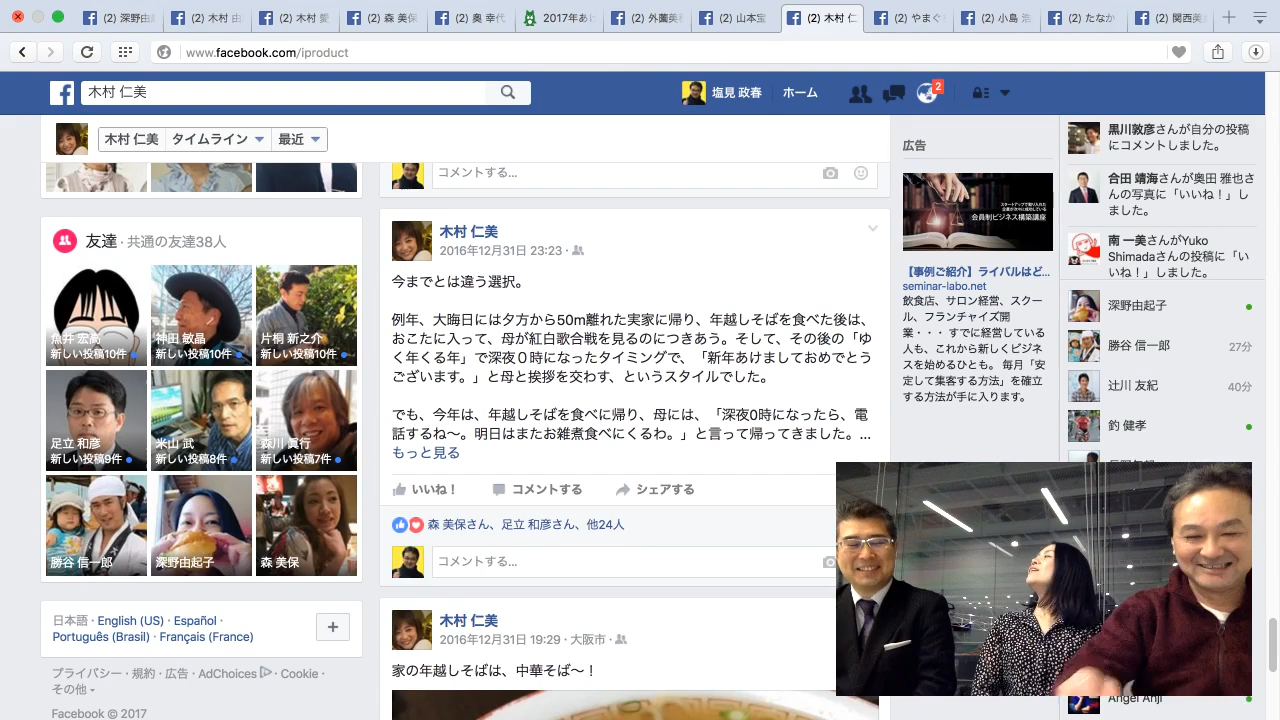 (2) 深野由
(2) 木村 由
(2) 木村 愛
(2) 森 美保
(2) 奥 幸代
2017年あけ
(2) 外薗美
(2) 山本宝
(2) 木村 仁
(2) やまぐ
(2) 小島 浩
(2) たなか
(2) 関西美
www.facebook.com/iproduct
木村 仁美
塩見 政春
ホーム
2
木村 仁美
タイムライン
最近
コメントする...
友達 · 共通の友達38人
魚井 宏高
新しい投稿10件
神田 敏晶
新しい投稿10件
片桐 新之介
新しい投稿10件
足立 和彦
新しい投稿9件
米山 武
新しい投稿8件
森川 眞行
新しい投稿7件
勝谷 信一郎
深野由起子
森 美保
日本語 · English (US) · Español ·
Português (Brasil) · Français (France)
プライバシー · 規約 · 広告 · AdChoices · Cookie ·
その他
Facebook © 2017
木村 仁美
2016年12月31日 23:23 ·
今までとは違う選択。
例年、大晦日には夕方から50m離れた実家に帰り、年越しそばを食べた後は、
おこたに入って、母が紅白歌合戦を見るのにつきあう。そして、その後の「ゆ
く年くる年」で深夜０時になったタイミングで、「新年あけましておめでとう
ございます。」と母と挨拶を交わす、というスタイルでした。
でも、今年は、年越しそばを食べに帰り、母には、「深夜0時になったら、電
話するね〜。明日はまたお雑煮食べにくるわ。」と言って帰ってきました。...
もっと見る
いいね！
コメントする
シェアする
森 美保さん、足立 和彦さん、他24人
コメントする...
木村 仁美
2016年12月31日 19:29 · 大阪市 ·
家の年越しそばは、中華そば〜！
広告
スタートアップで取り入れた
会員制ビジネス構築講座
【事例ご紹介】ライバルはど...
seminar-labo.net
飲食店、サロン経営、スクー
ル、フランチャイズ開
業・・・ すでに経営している
人も、これから新しくビジネ
スを始めるひとも。 毎月「安
定して集客する方法」を確立
する方法が手に入ります。
黒川敦彦さんが自分の投稿
にコメントしました。
合田 靖海さんが奥田 雅也さ
んの写真に「いいね！」し
ました。
南 一美さんがYuko
Shimadaさんの投稿に「い
いね！」しました。
深野由起子
勝谷 信一郎
27分
辻川 友紀
40分
釣 健孝
Angel Anji